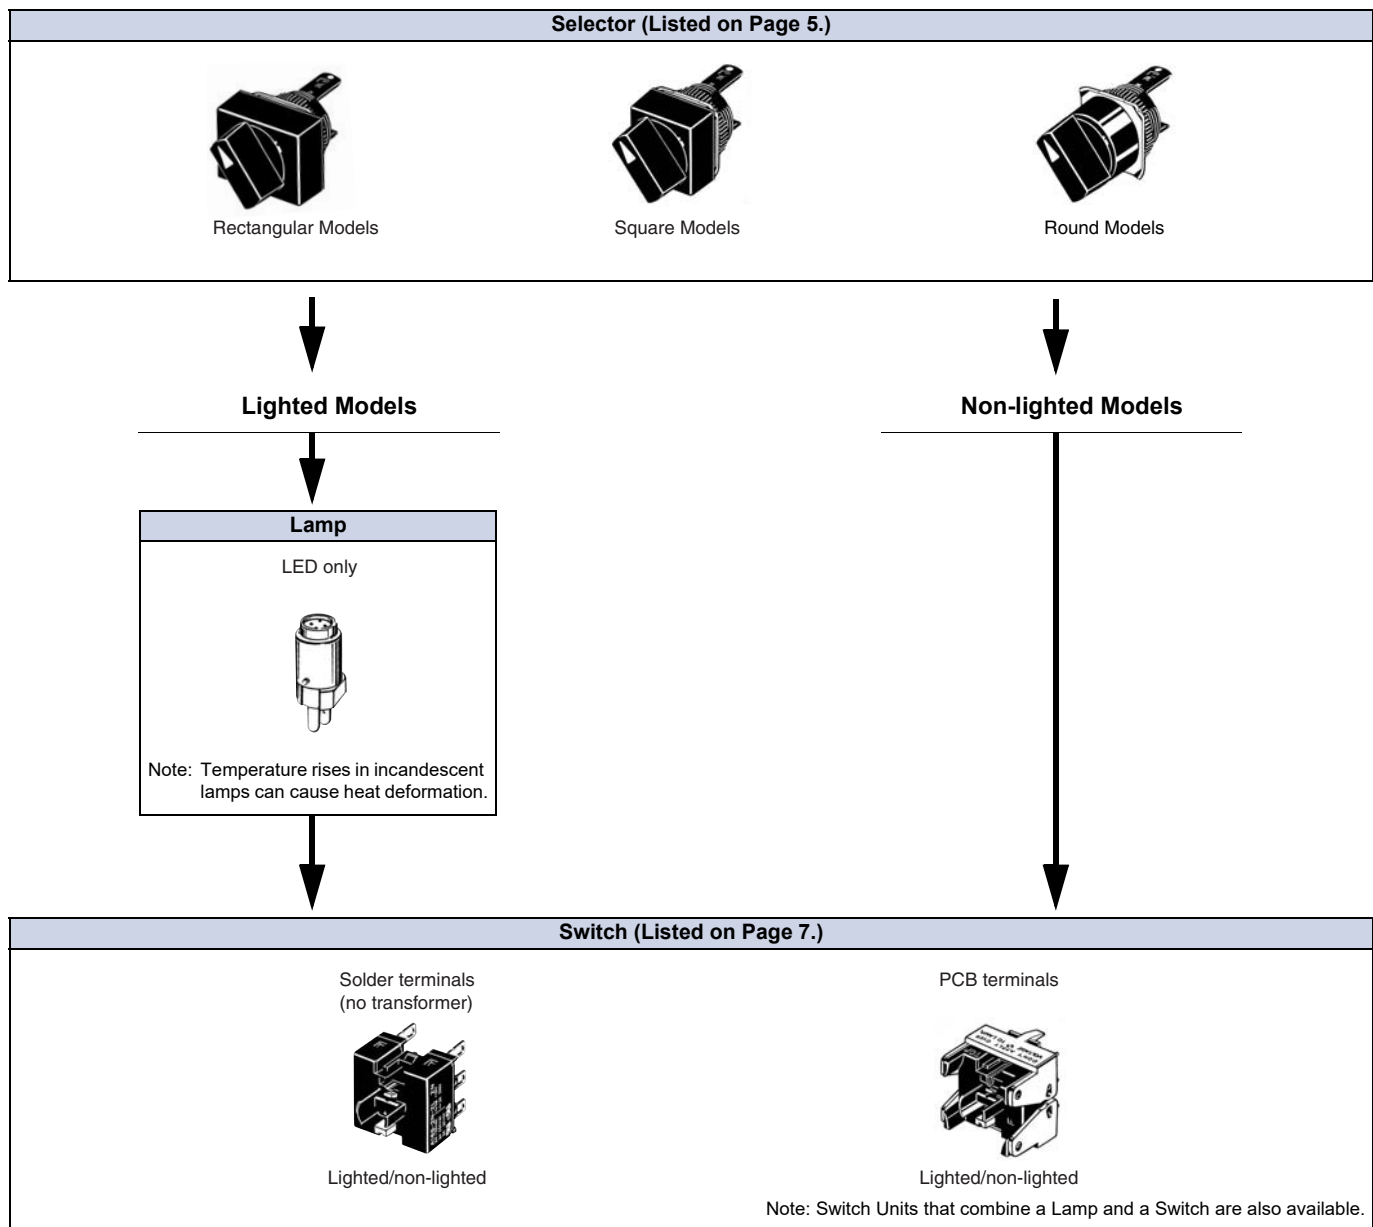 Selector (Listed on Page 5.)
Rectangular Models
Square Models
Round Models
Lighted Models
Non-lighted Models
Lamp
LED only
Note: Temperature rises in incandescent
lamps can cause heat deformation.
Switch (Listed on Page 7.)
Solder terminals
(no transformer)
PCB terminals
Lighted/non-lighted
Lighted/non-lighted
Note: Switch Units that combine a Lamp and a Switch are also available.